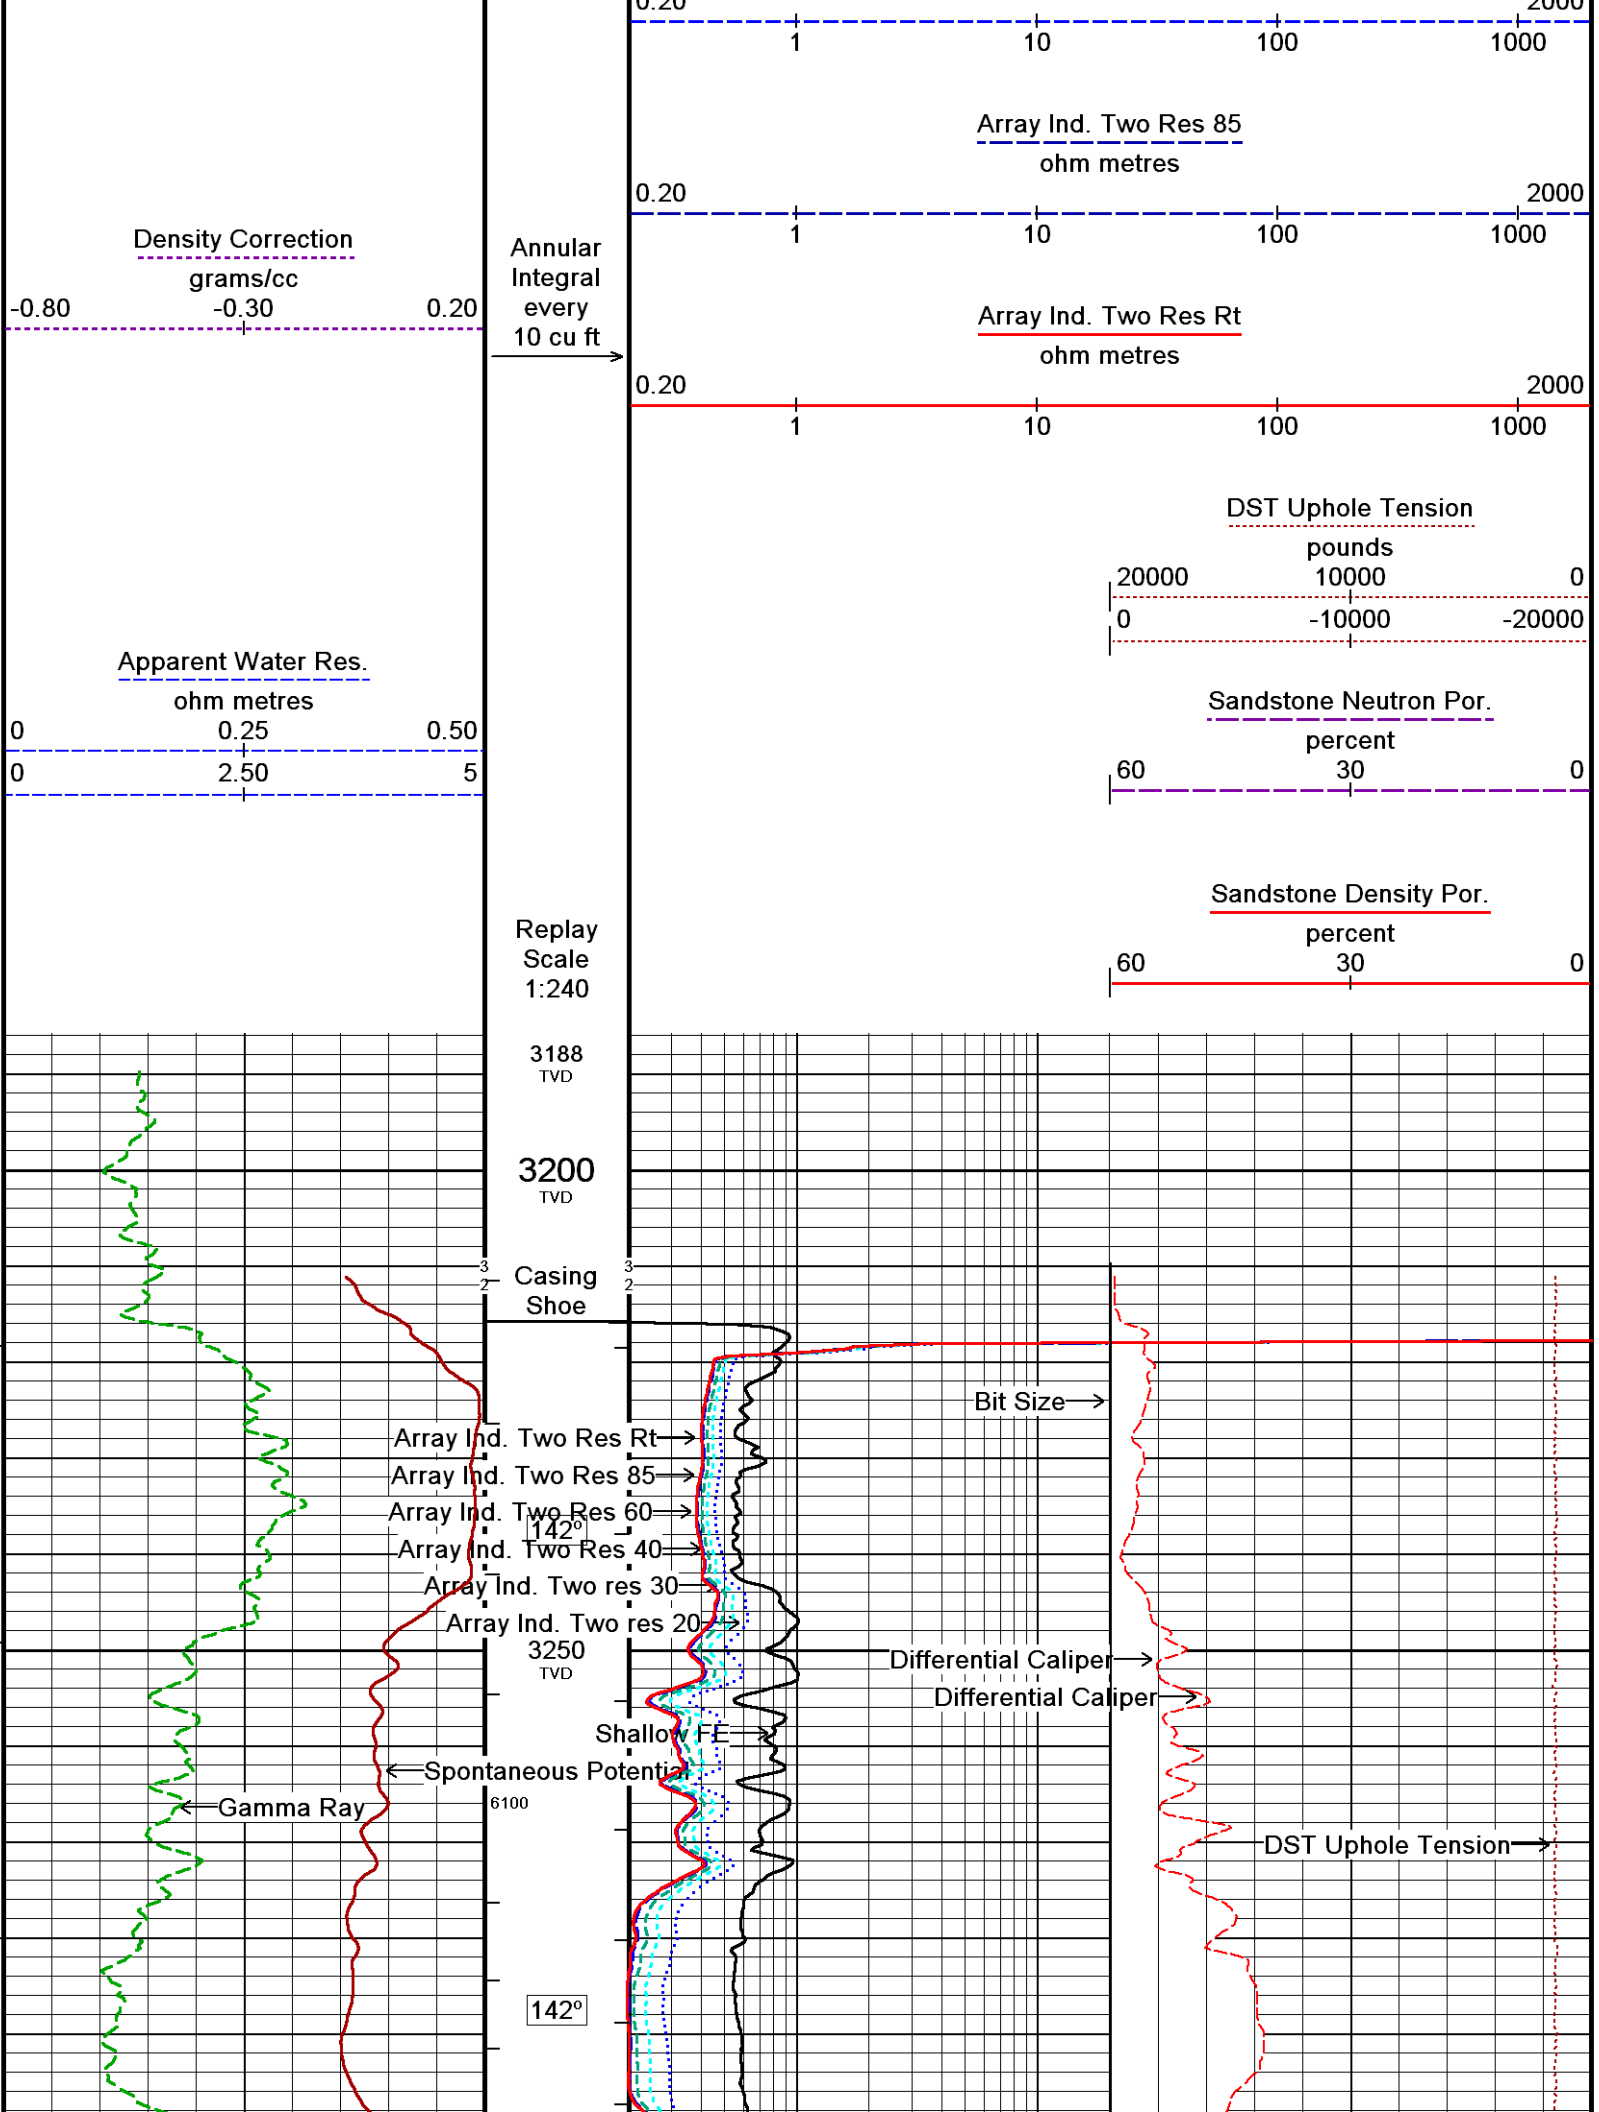 0.20 2000
1 10 100 1000
Array Ind. Two Res 85
ohm metres
0.20 2000
1 10 100 1000
Density Correction
grams/cc
-0.80 -0.30 0.20
Annular
Integral
every
10 cu ft
Array Ind. Two Res Rt
ohm metres
0.20 2000
1 10 100 1000
DST Uphole Tension
pounds
20000 10000 0
0 -10000 -20000
Apparent Water Res.
ohm metres
0 0.25 0.50
0 2.50 5
Sandstone Neutron Por.
percent
60 30 0
Sandstone Density Por.
percent
60 30 0
Replay
Scale
1:240
3188
TVD
3200
TVD
3
2
Casing
Shoe
3
2
Bit Size
Array Ind. Two Res Rt
Array Ind. Two Res 85
Array Ind. Two Res 60
142º
Array Ind. Two Res 40
Array Ind. Two res 30
Array Ind. Two res 20
3250
TVD
Differential Caliper
Differential Caliper
Shallow FE
Spontaneous Potential
6100
Gamma Ray
DST Uphole Tension
142º